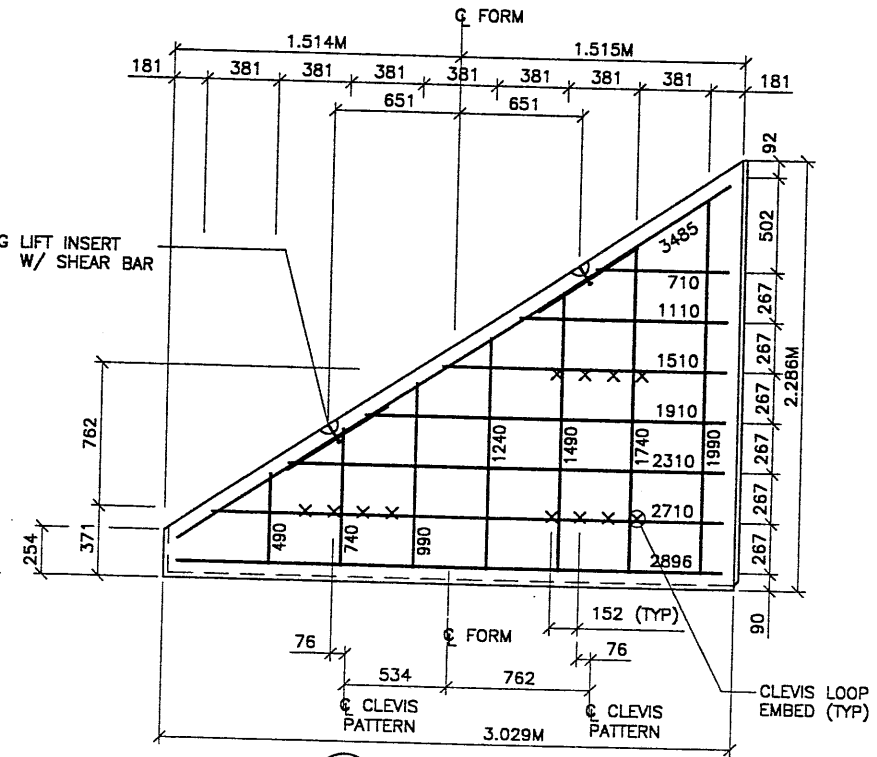 ℄ FORM
1.514M 1.515M
181 381 381 381 381 381 381 381 181
651 651
92
502
G LIFT INSERT
W/ SHEAR BAR
3485
710
267
1110
267
1510
2.286M
267
1910
762
1240 1490 1740 1990
267
2310
267
2710
371
254
490 740 990
267
2896
152 (TYP)
90
℄ FORM
76 76
534 762
℄ CLEVIS
PATTERN
℄ CLEVIS
PATTERN
CLEVIS LOOP
EMBED (TYP)
3.029M